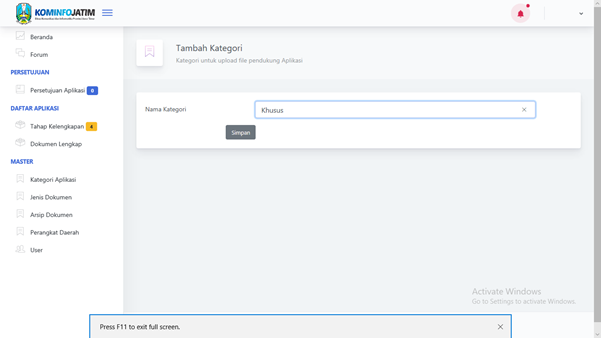 KOMINFOJATIM
Beranda
Forum
PERSETUJUAN
Persetujuan Aplikasi 0
DAFTAR APLIKASI
Tahap Kelengkapan 4
Dokumen Lengkap
MASTER
Kategori Aplikasi
Jenis Dokumen
Arsip Dokumen
Perangkat Daerah
User
Tambah Kategori
Kategori untuk upload file pendukung Aplikasi
Nama Kategori
Khusus
Simpan
Activate Windows
Go to Settings to activate Windows.
Press F11 to exit full screen.